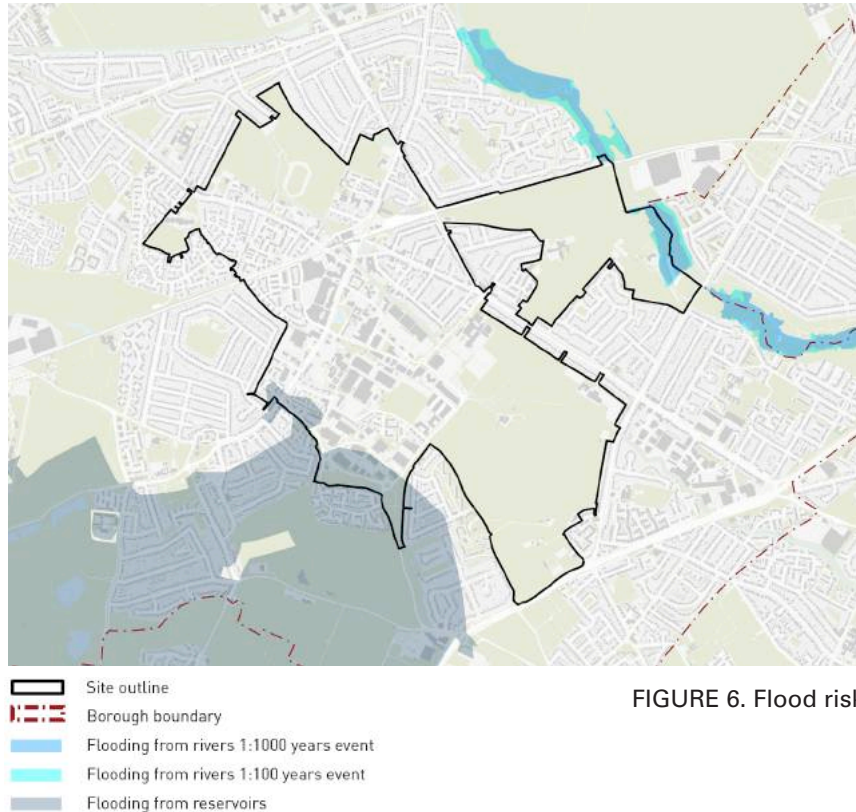 Site outline
FIGURE 6. Flood risk
Borough boundary
Flooding from rivers 1:1000 years event
Flooding from rivers 1:100 years event
Flooding from reservoirs